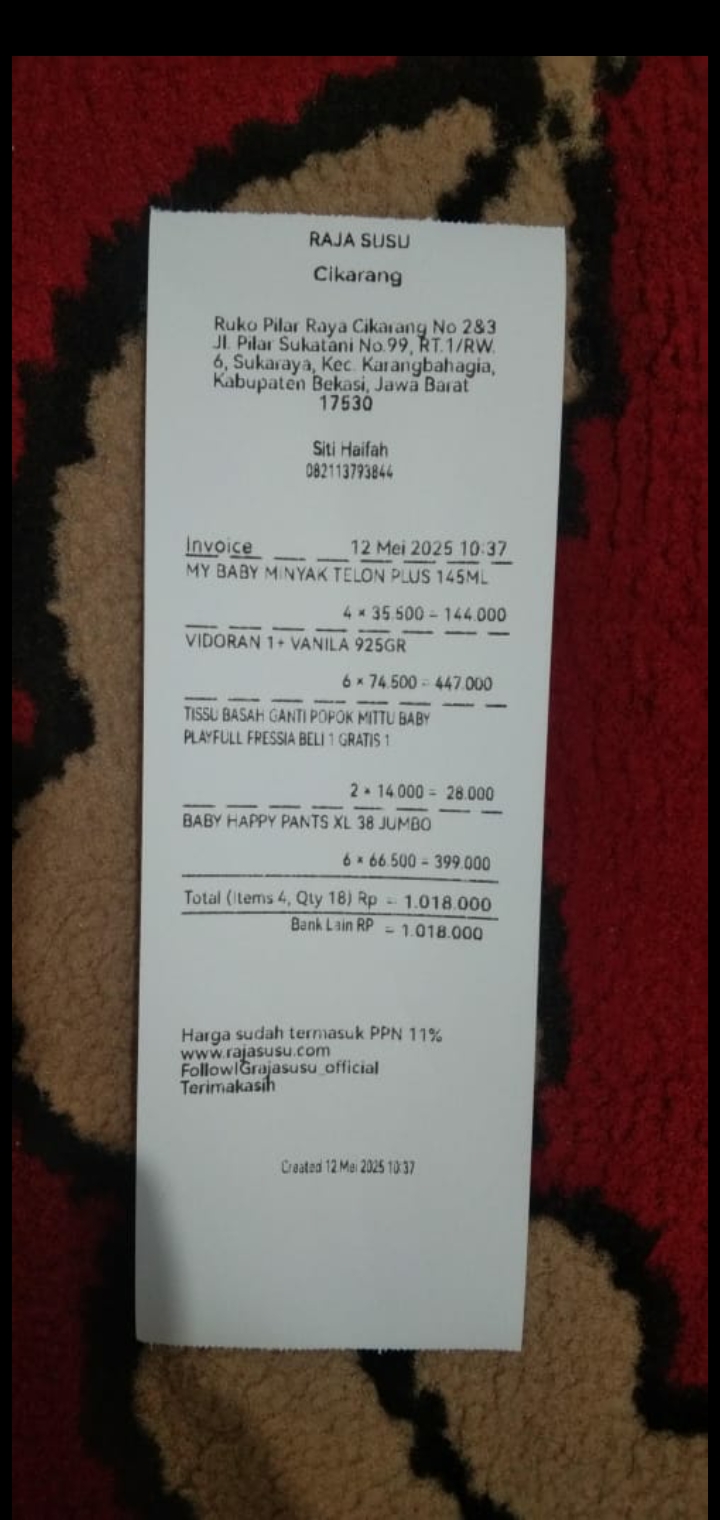 RAJA SUSU
Cikarang
Ruko Pilar Raya Cikarang No 2&3
Jl. Pilar Sukatani No.99, RT.1/RW.
6, Sukaraya, Kec. Karangbahagia,
Kabupaten Bekasi, Jawa Barat
17530
Siti Haifah
082113793844
Invoice 12 Mei 2025 10:37
MY BABY MINYAK TELON PLUS 145ML
4 × 35.500 = 144.000
VIDORAN 1+ VANILA 925GR
6 × 74.500 = 447.000
TISSU BASAH GANTI POPOK MITTU BABY
PLAYFULL FRESSIA BELI 1 GRATIS 1
2 × 14.000 = 28.000
BABY HAPPY PANTS XL 38 JUMBO
6 × 66.500 = 399.000
Total (Items 4, Qty 18) Rp = 1.018.000
Bank Lain RP = 1.018.000
Harga sudah termasuk PPN 11%
www.rajasusu.com
FollowIGrajasusu_official
Terimakasih
Created 12 Mei 2025 10:37